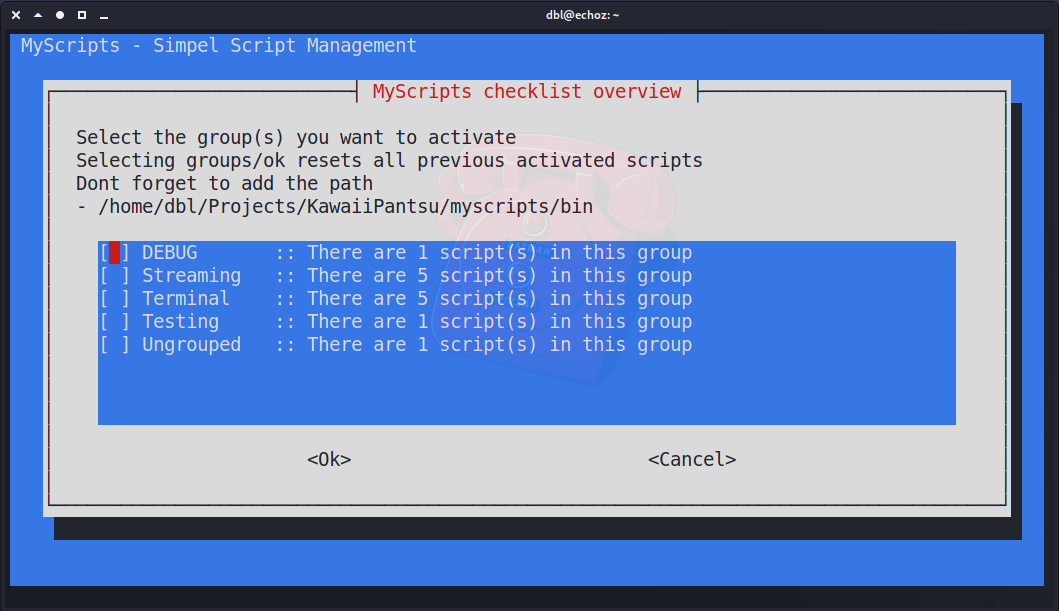 dbl@echoz:~
MyScripts - Simpel Script Management
MyScripts checklist overview
Select the group(s) you want to activate
Selecting groups/ok resets all previous activated scripts
Dont forget to add the path
- /home/dbl/Projects/KawaiiPantsu/myscripts/bin
[ ] DEBUG :: There are 1 script(s) in this group
[ ] Streaming :: There are 5 script(s) in this group
[ ] Terminal :: There are 5 script(s) in this group
[ ] Testing :: There are 1 script(s) in this group
[ ] Ungrouped :: There are 1 script(s) in this group
<Ok> <Cancel>